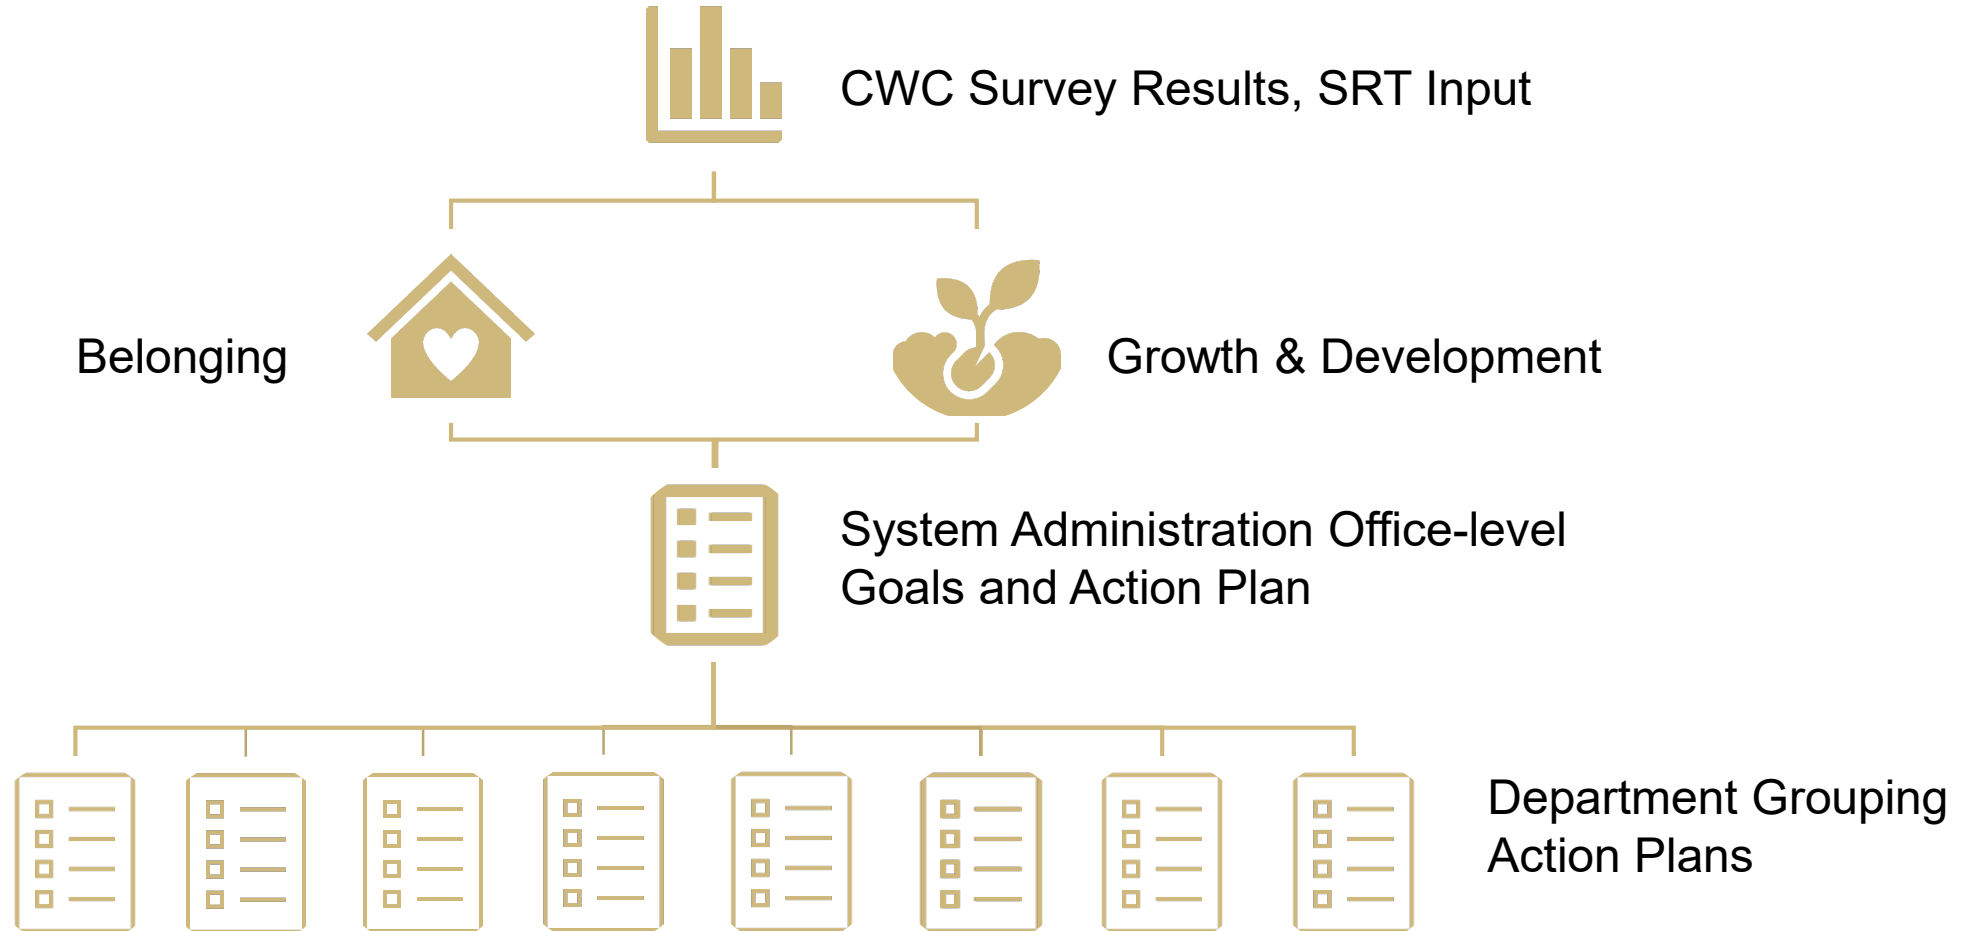 CWC Survey Results, SRT Input
Belonging
Growth & Development
System Administration Office-level
Goals and Action Plan
Department Grouping
Action Plans